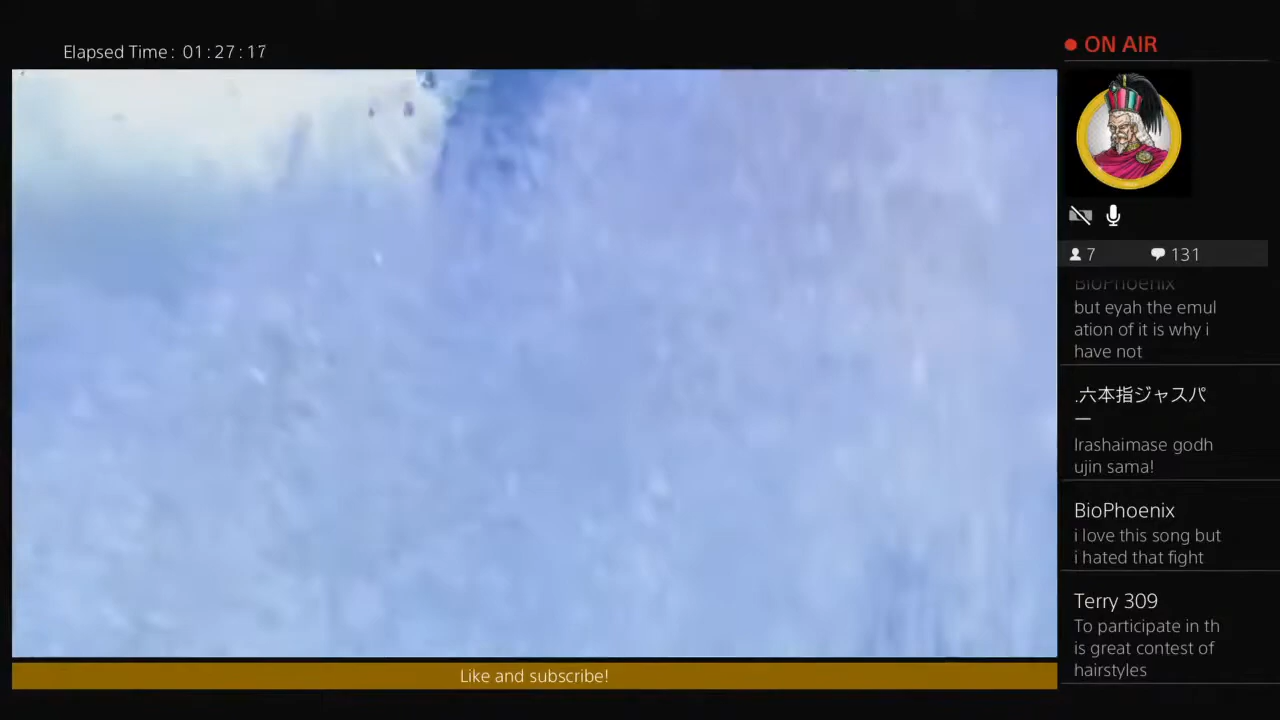 Elapsed Time: 01:27:17
ON AIR
7
131
BioPhoenix
but eyah the emul
ation of it is why i
have not
.六本指ジャスパ
ー
Irashaimase godh
ujin sama!
BioPhoenix
i love this song but
i hated that fight
Terry 309
To participate in th
is great contest of
hairstyles
Like and subscribe!